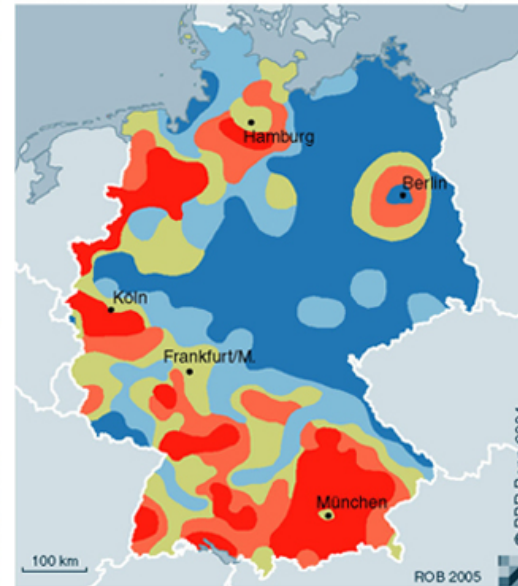 Hamburg
Berlin
Köln
Frankfurt/M.
München
100 km
ROB 2005